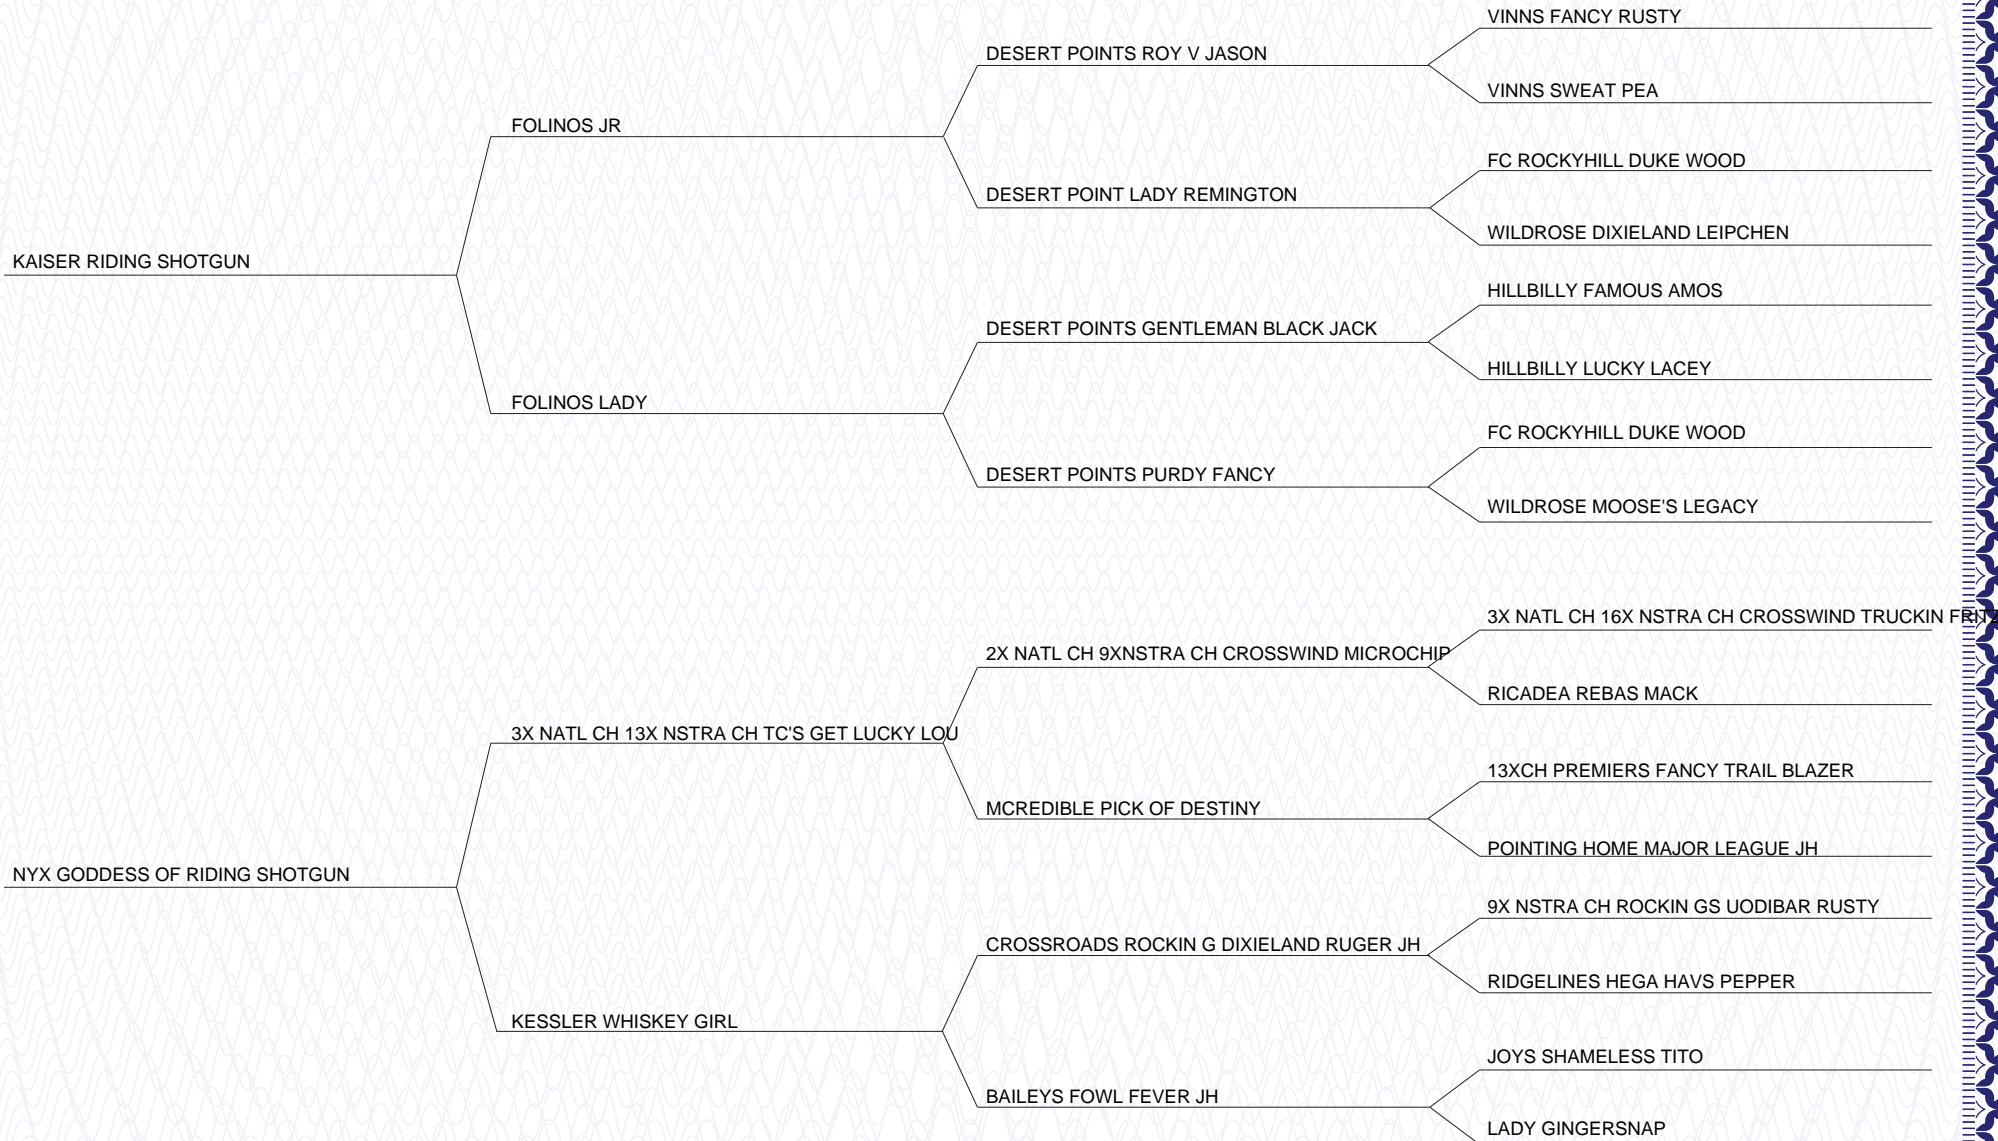 VINNS FANCY RUSTY
DESERT POINTS ROY V JASON
VINNS SWEAT PEA
FOLINOS JR
FC ROCKYHILL DUKE WOOD
DESERT POINT LADY REMINGTON
WILDROSE DIXIELAND LEIPCHEN
KAISER RIDING SHOTGUN
HILLBILLY FAMOUS AMOS
DESERT POINTS GENTLEMAN BLACK JACK
HILLBILLY LUCKY LACEY
FOLINOS LADY
FC ROCKYHILL DUKE WOOD
DESERT POINTS PURDY FANCY
WILDROSE MOOSE'S LEGACY
3X NATL CH 16X NSTRA CH CROSSWIND TRUCKIN FRITZ
2X NATL CH 9XNSTRA CH CROSSWIND MICROCHIP
RICADEA REBAS MACK
3X NATL CH 13X NSTRA CH TC'S GET LUCKY LOU
13XCH PREMIERS FANCY TRAIL BLAZER
MCREDIBLE PICK OF DESTINY
POINTING HOME MAJOR LEAGUE JH
NYX GODDESS OF RIDING SHOTGUN
9X NSTRA CH ROCKIN GS UODIBAR RUSTY
CROSSROADS ROCKIN G DIXIELAND RUGER JH
RIDGELINES HEGA HAVS PEPPER
KESSLER WHISKEY GIRL
JOYS SHAMELESS TITO
BAILEYS FOWL FEVER JH
LADY GINGERSNAP